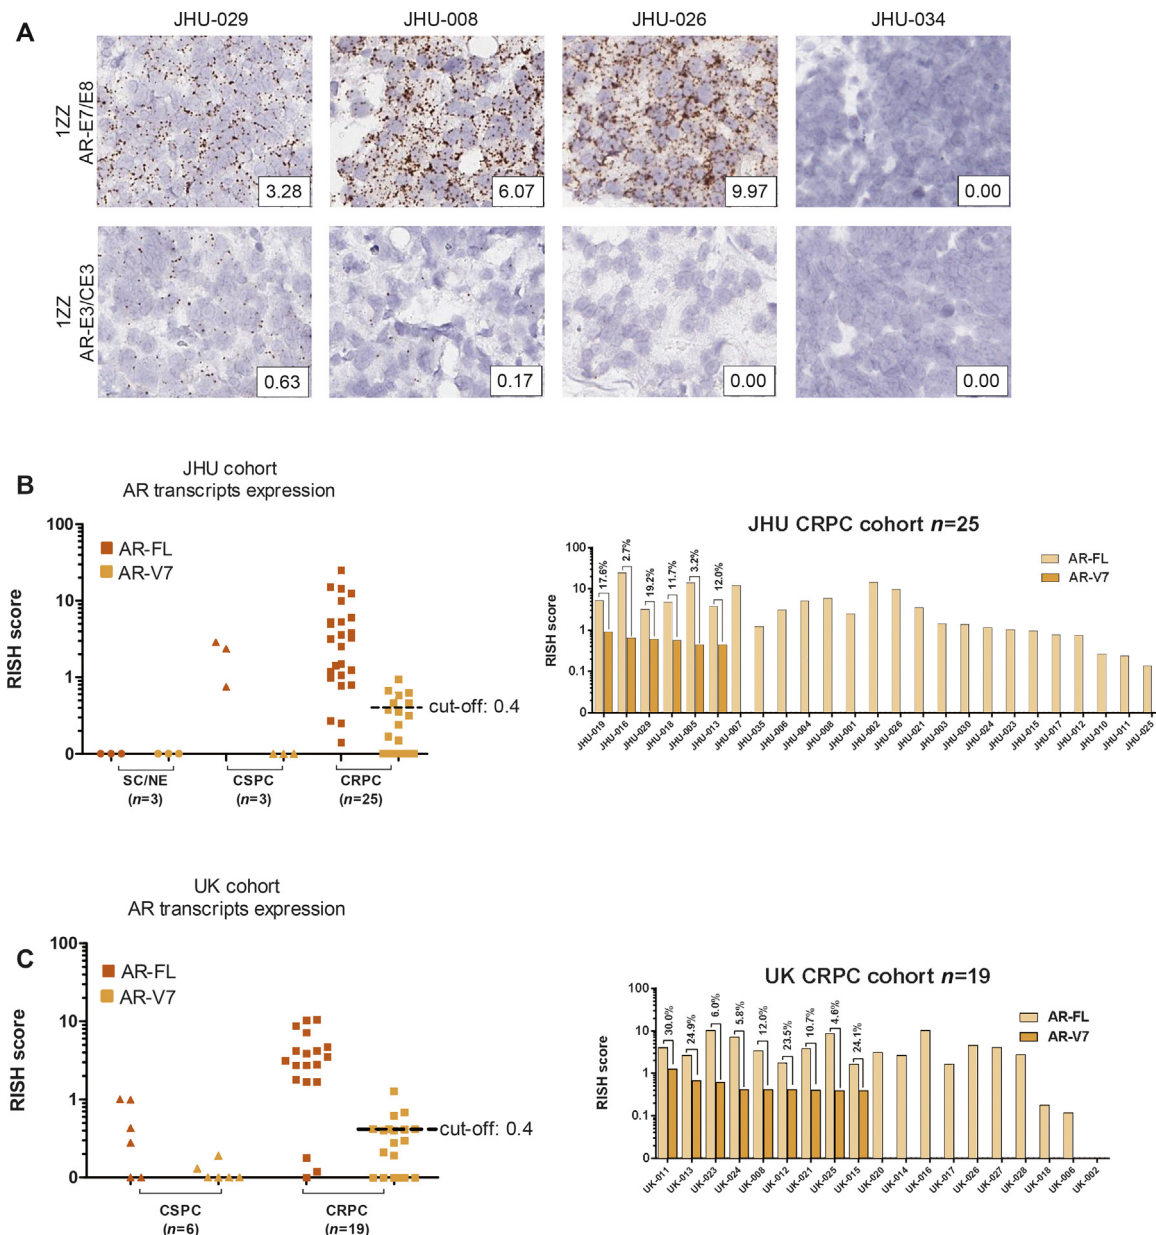 A
JHU-029 JHU-008 JHU-026 JHU-034
1ZZ
AR-E7/E8
3.28 6.07 9.97 0.00
1ZZ
AR-E3/CE3
0.63 0.17 0.00 0.00
B
JHU cohort
AR transcripts expression
RISH score
100
10
1
0
AR-FL
AR-V7
cut-off: 0.4
SC/NE CSPC CRPC
(n=3) (n=3) (n=25)
JHU CRPC cohort n=25
RISH score
100
10
1
0.1
0
17.6% 2.7% 19.2% 11.7% 3.2% 12.0%
AR-FL
AR-V7
JHU-019 JHU-016 JHU-029 JHU-018 JHU-005 JHU-013 JHU-007 JHU-035 JHU-006 JHU-004 JHU-008 JHU-001 JHU-002 JHU-026 JHU-021 JHU-003 JHU-030 JHU-024 JHU-023 JHU-015 JHU-017 JHU-012 JHU-010 JHU-011 JHU-025
C
UK cohort
AR transcripts expression
RISH score
100
10
1
0
AR-FL
AR-V7
cut-off: 0.4
CSPC CRPC
(n=6) (n=19)
UK CRPC cohort n=19
RISH score
100
10
1
0.1
0
30.0% 24.9% 6.0% 5.8% 12.0% 23.5% 10.7% 4.6% 24.1%
AR-FL
AR-V7
UK-011 UK-013 UK-023 UK-024 UK-008 UK-012 UK-021 UK-025 UK-015 UK-020 UK-014 UK-016 UK-017 UK-026 UK-027 UK-028 UK-018 UK-006 UK-002